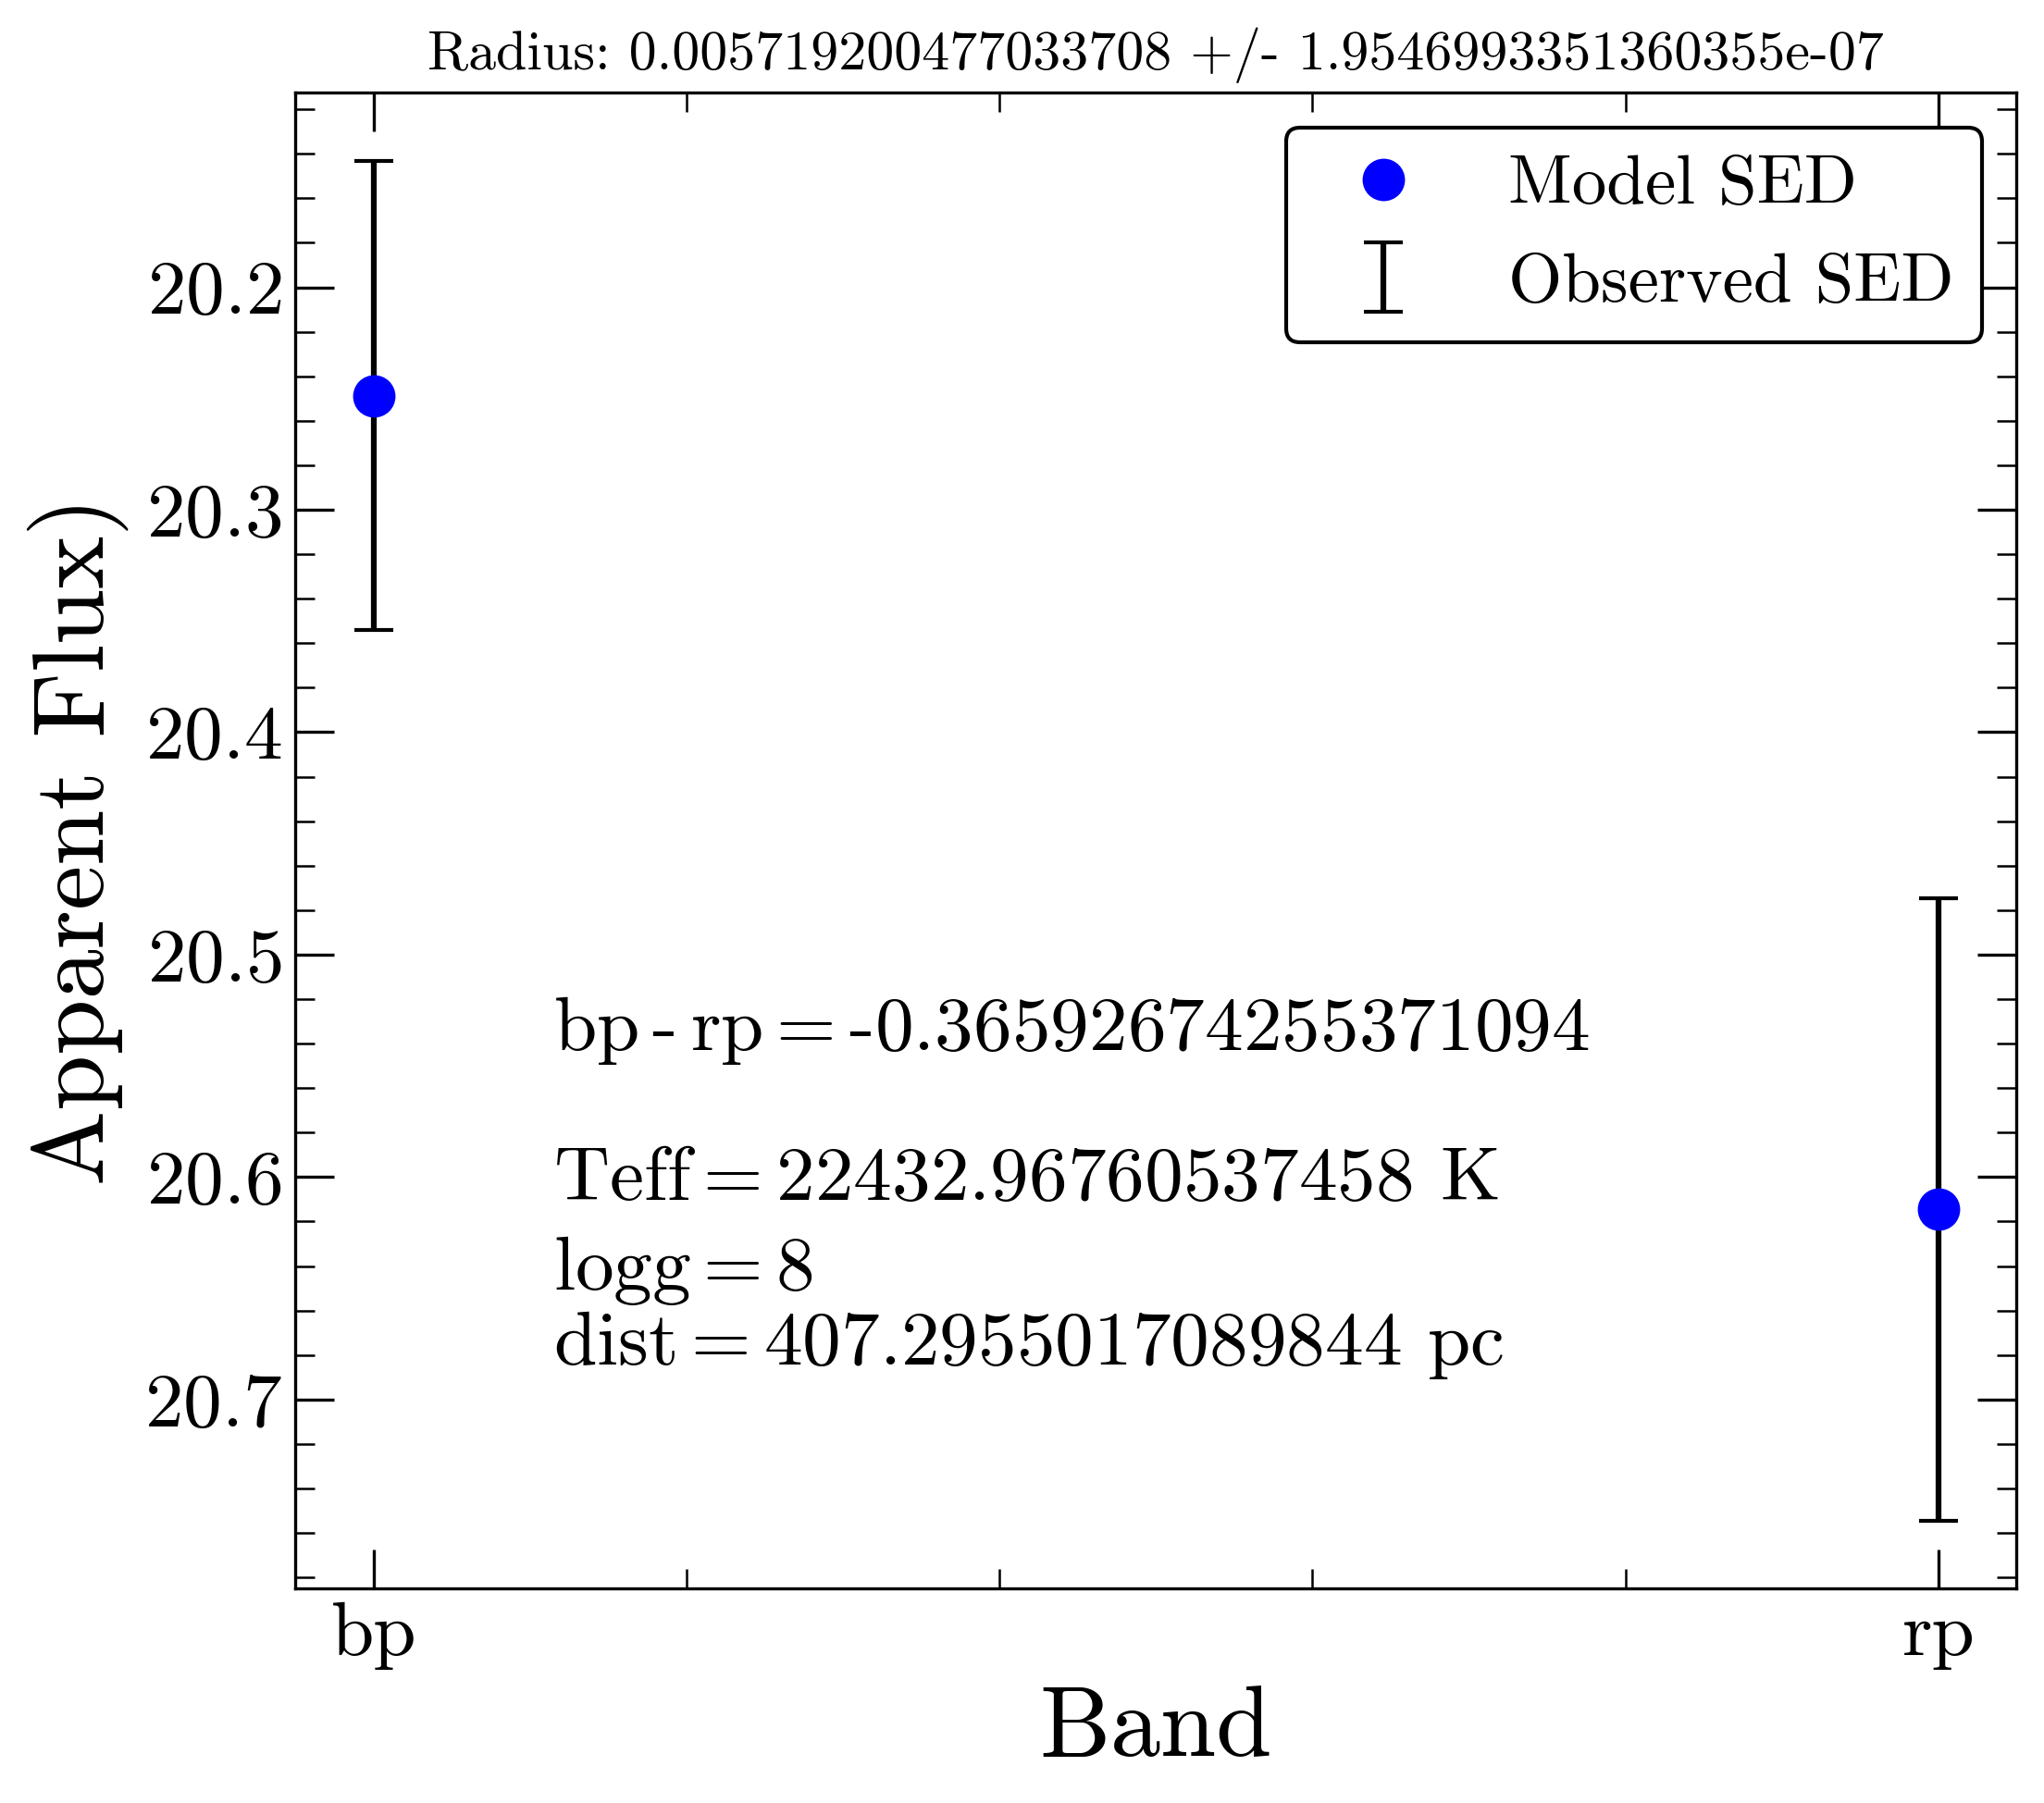 Radius: 0.005719200477033708 +/- 1.9546993351360355e-07
Model SED
Observed SED
Apparent Flux)
20.2
20.3
20.4
20.5
20.6
20.7
bp - rp = -0.36592674255371094
Teff = 22432.96760537458 K
logg = 8
dist = 407.2955017089844 pc
bp
rp
Band